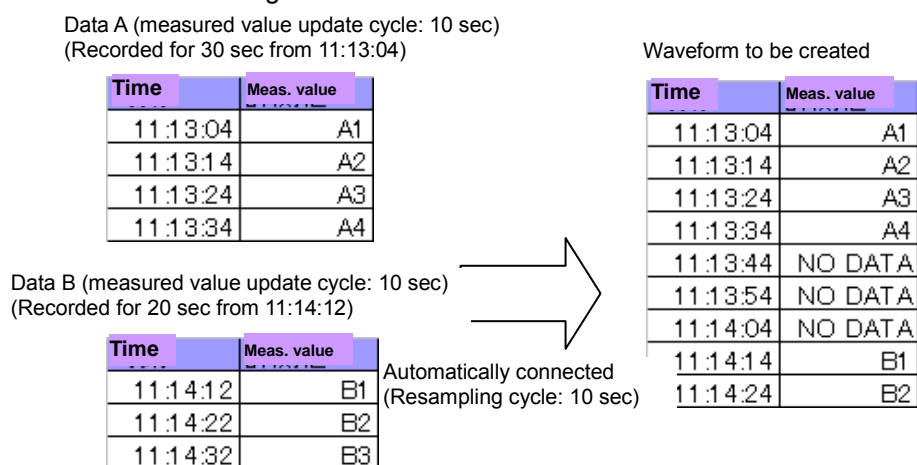 Data A (measured value update cycle: 10 sec)
(Recorded for 30 sec from 11:13:04)
Time Meas. value
11:13:04 A1
11:13:14 A2
11:13:24 A3
11:13:34 A4
Data B (measured value update cycle: 10 sec)
(Recorded for 20 sec from 11:14:12)
Time Meas. value
11:14:12 B1
11:14:22 B2
11:14:32 B3
Automatically connected
(Resampling cycle: 10 sec)
Waveform to be created
Time Meas. value
11:13:04 A1
11:13:14 A2
11:13:24 A3
11:13:34 A4
11:13:44 NO DATA
11:13:54 NO DATA
11:14:04 NO DATA
11:14:14 B1
11:14:24 B2